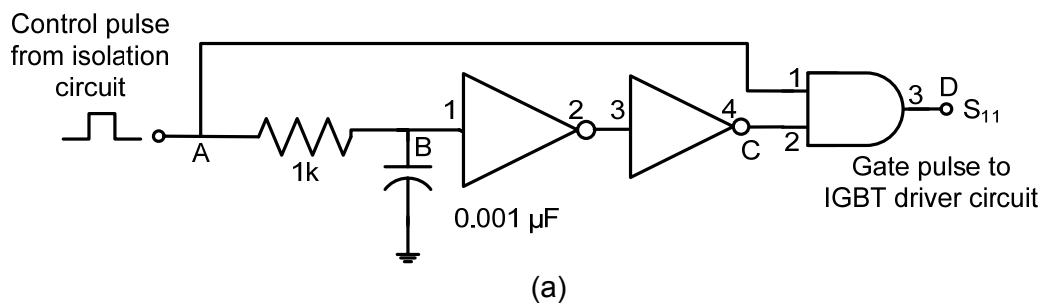 Control pulse
from isolation
circuit
A
1k
B
0.001 µF
1
2
3
4
C
1
2
3
D
S₁₁
Gate pulse to
IGBT driver circuit
(a)